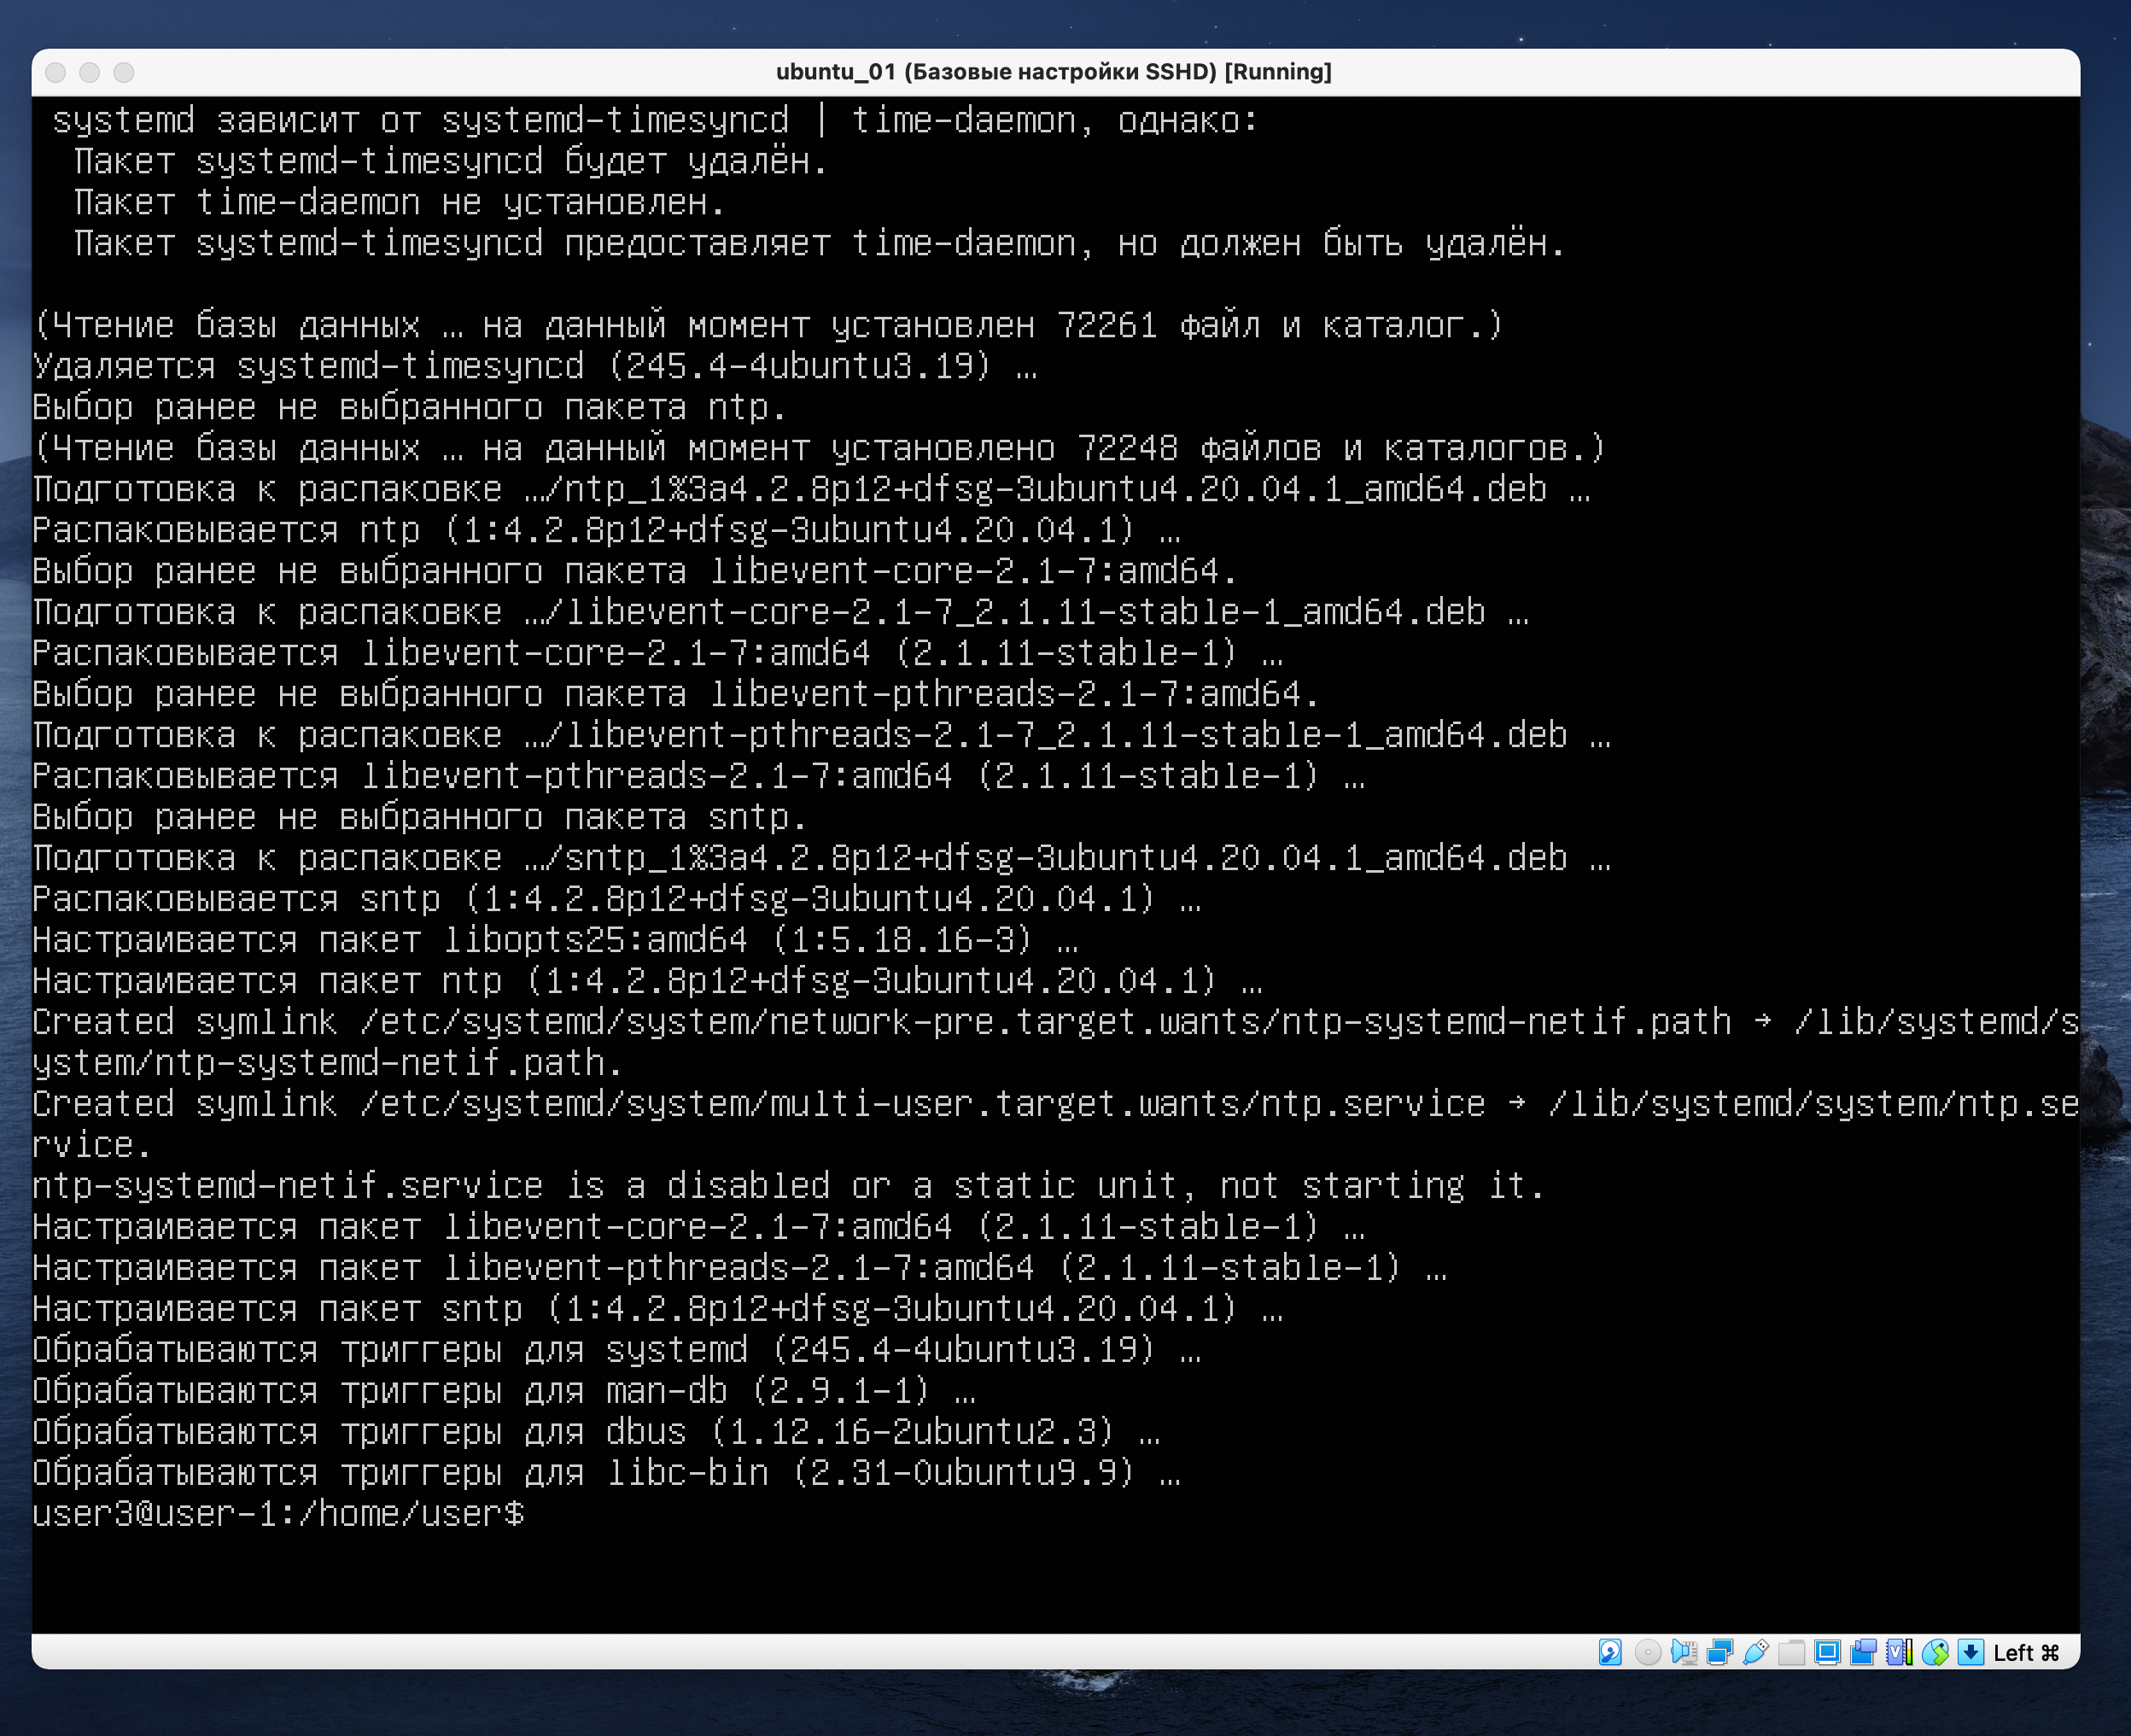 ubuntu_01 (Базовые настройки SSHD) [Running]
systemd зависит от systemd-timesyncd | time-daemon, однако:
Пакет systemd-timesyncd будет удалён.
Пакет time-daemon не установлен.
Пакет systemd-timesyncd предоставляет time-daemon, но должен быть удалён.
(Чтение базы данных … на данный момент установлен 72261 файл и каталог.)
Удаляется systemd-timesyncd (245.4-4ubuntu3.19) …
Выбор ранее не выбранного пакета ntp.
(Чтение базы данных … на данный момент установлено 72248 файлов и каталогов.)
Подготовка к распаковке …/ntp_1%3a4.2.8p12+dfsg-3ubuntu4.20.04.1_amd64.deb …
Распаковывается ntp (1:4.2.8p12+dfsg-3ubuntu4.20.04.1) …
Выбор ранее не выбранного пакета libevent-core-2.1-7:amd64.
Подготовка к распаковке …/libevent-core-2.1-7_2.1.11-stable-1_amd64.deb …
Распаковывается libevent-core-2.1-7:amd64 (2.1.11-stable-1) …
Выбор ранее не выбранного пакета libevent-pthreads-2.1-7:amd64.
Подготовка к распаковке …/libevent-pthreads-2.1-7_2.1.11-stable-1_amd64.deb …
Распаковывается libevent-pthreads-2.1-7:amd64 (2.1.11-stable-1) …
Выбор ранее не выбранного пакета sntp.
Подготовка к распаковке …/sntp_1%3a4.2.8p12+dfsg-3ubuntu4.20.04.1_amd64.deb …
Распаковывается sntp (1:4.2.8p12+dfsg-3ubuntu4.20.04.1) …
Настраивается пакет libopts25:amd64 (1:5.18.16-3) …
Настраивается пакет ntp (1:4.2.8p12+dfsg-3ubuntu4.20.04.1) …
Created symlink /etc/systemd/system/network-pre.target.wants/ntp-systemd-netif.path → /lib/systemd/s
ystem/ntp-systemd-netif.path.
Created symlink /etc/systemd/system/multi-user.target.wants/ntp.service → /lib/systemd/system/ntp.se
rvice.
ntp-systemd-netif.service is a disabled or a static unit, not starting it.
Настраивается пакет libevent-core-2.1-7:amd64 (2.1.11-stable-1) …
Настраивается пакет libevent-pthreads-2.1-7:amd64 (2.1.11-stable-1) …
Настраивается пакет sntp (1:4.2.8p12+dfsg-3ubuntu4.20.04.1) …
Обрабатываются триггеры для systemd (245.4-4ubuntu3.19) …
Обрабатываются триггеры для man-db (2.9.1-1) …
Обрабатываются триггеры для dbus (1.12.16-2ubuntu2.3) …
Обрабатываются триггеры для libc-bin (2.31-0ubuntu9.9) …
user3@user-1:/home/user$
Left ⌘